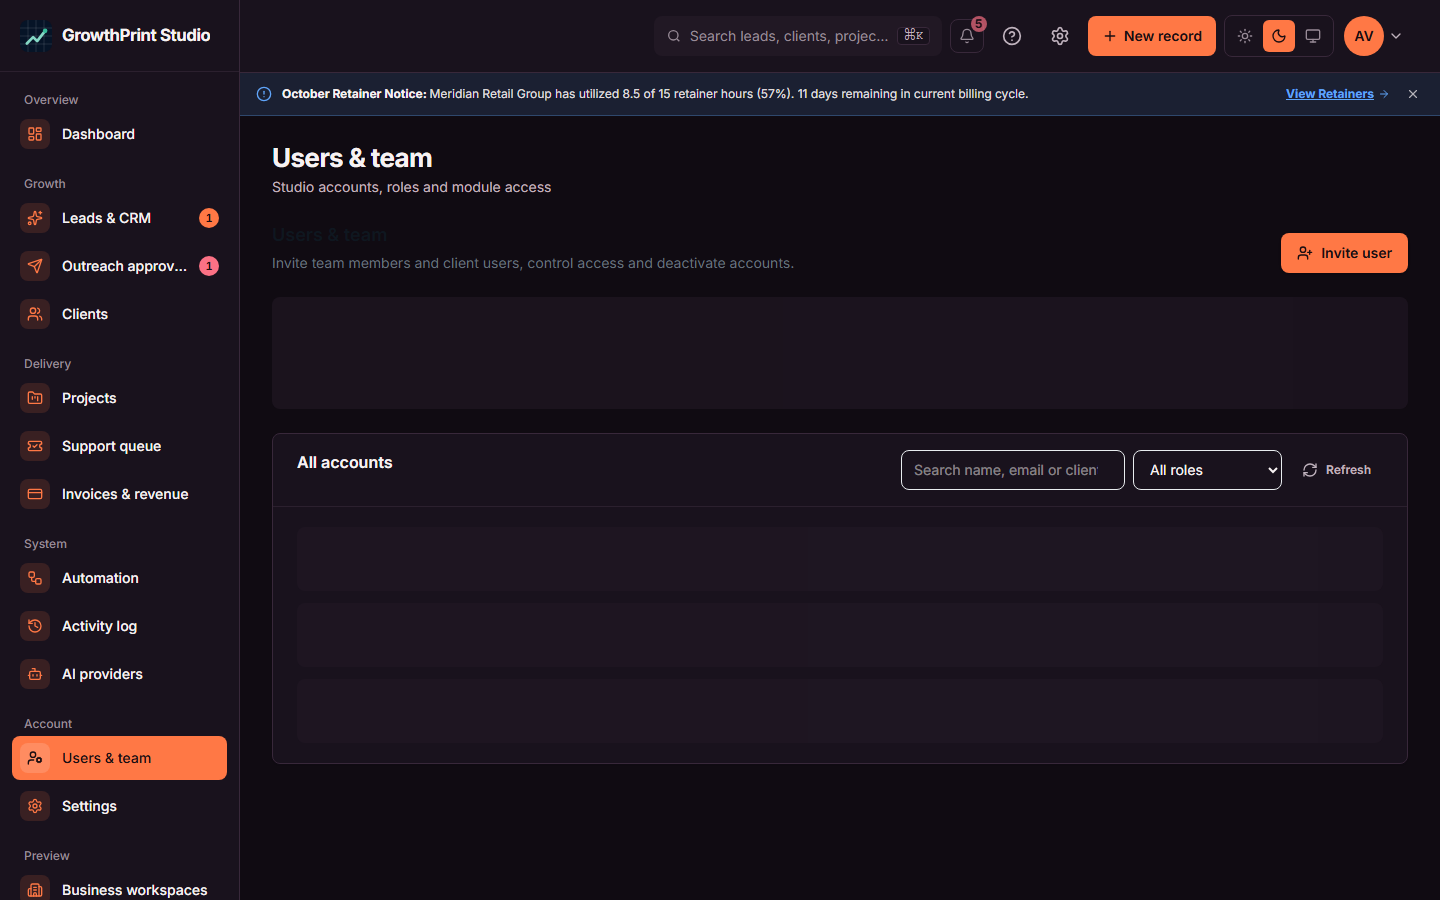 GrowthPrint Studio
Search leads, clients, projec...
⌘K
5
New record
AV
October Retainer Notice: Meridian Retail Group has utilized 8.5 of 15 retainer hours (57%). 11 days remaining in current billing cycle.
View Retainers →
Overview
Dashboard
Growth
Leads & CRM
1
Outreach approv...
1
Clients
Delivery
Projects
Support queue
Invoices & revenue
System
Automation
Activity log
AI providers
Account
Users & team
Settings
Preview
Business workspaces
Users & team
Studio accounts, roles and module access
Users & team
Invite team members and client users, control access and deactivate accounts.
Invite user
All accounts
Search name, email or client
All roles
Refresh